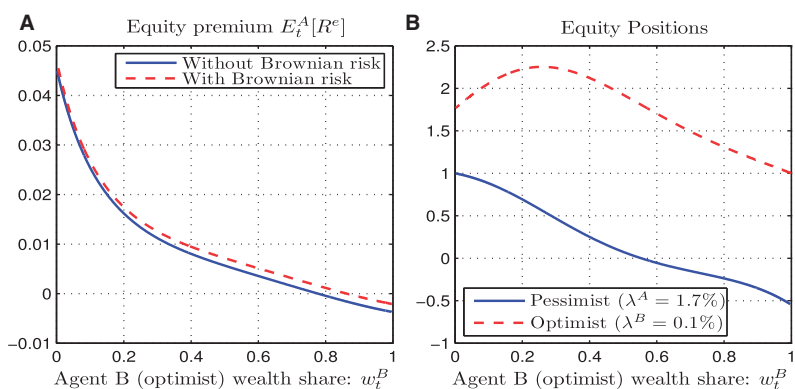 A
Equity premium $E_t^A[R^e]$
0.05
0.04
0.03
0.02
0.01
0
−0.01
0
0.2
0.4
0.6
0.8
1
Without Brownian risk
With Brownian risk
Agent B (optimist) wealth share: $w_t^B$
B
Equity Positions
2.5
2
1.5
1
0.5
0
−0.5
−1
0
0.2
0.4
0.6
0.8
1
Pessimist ($\lambda^A = 1.7\%$)
Optimist ($\lambda^B = 0.1\%$)
Agent B (optimist) wealth share: $w_t^B$